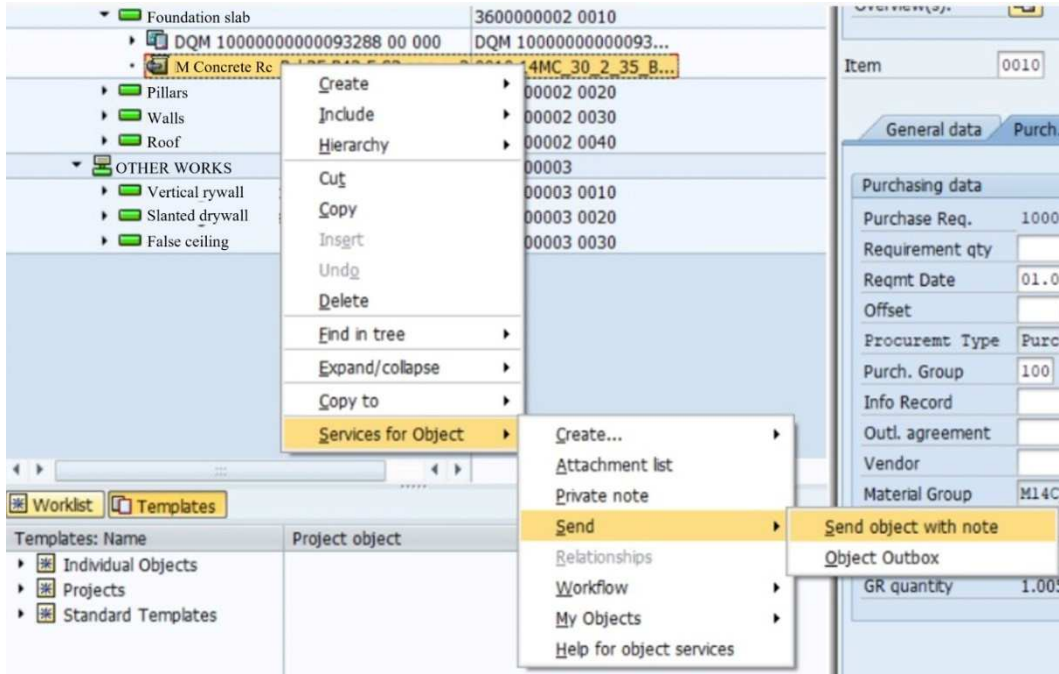 Foundation slab 3600000002 0010
DQM 10000000000093288 00 000 DQM 10000000000093...
M Concrete Rc 4MC_30_2_35_B...
Pillars 00002 0020
Walls 00002 0030
Roof 00002 0040
OTHER WORKS 00003
Vertical rywall 00003 0010
Slanted drywall 00003 0020
False ceiling 00003 0030
Create
Include
Hierarchy
Cut
Copy
Insert
Undo
Delete
Find in tree
Expand/collapse
Copy to
Services for Object
Create...
Attachment list
Private note
Send
Relationships
Workflow
My Objects
Help for object services
Send object with note
Object Outbox
Item 0010
General data Purch.
Purchasing data
Purchase Req. 1000
Requirement qty
Reqmt Date 01.0
Offset
Procuremt Type Purc
Purch. Group 100
Info Record
Outl. agreement
Vendor
Material Group M14C
GR quantity 1.005
Worklist Templates
Templates: Name Project object
Individual Objects
Projects
Standard Templates